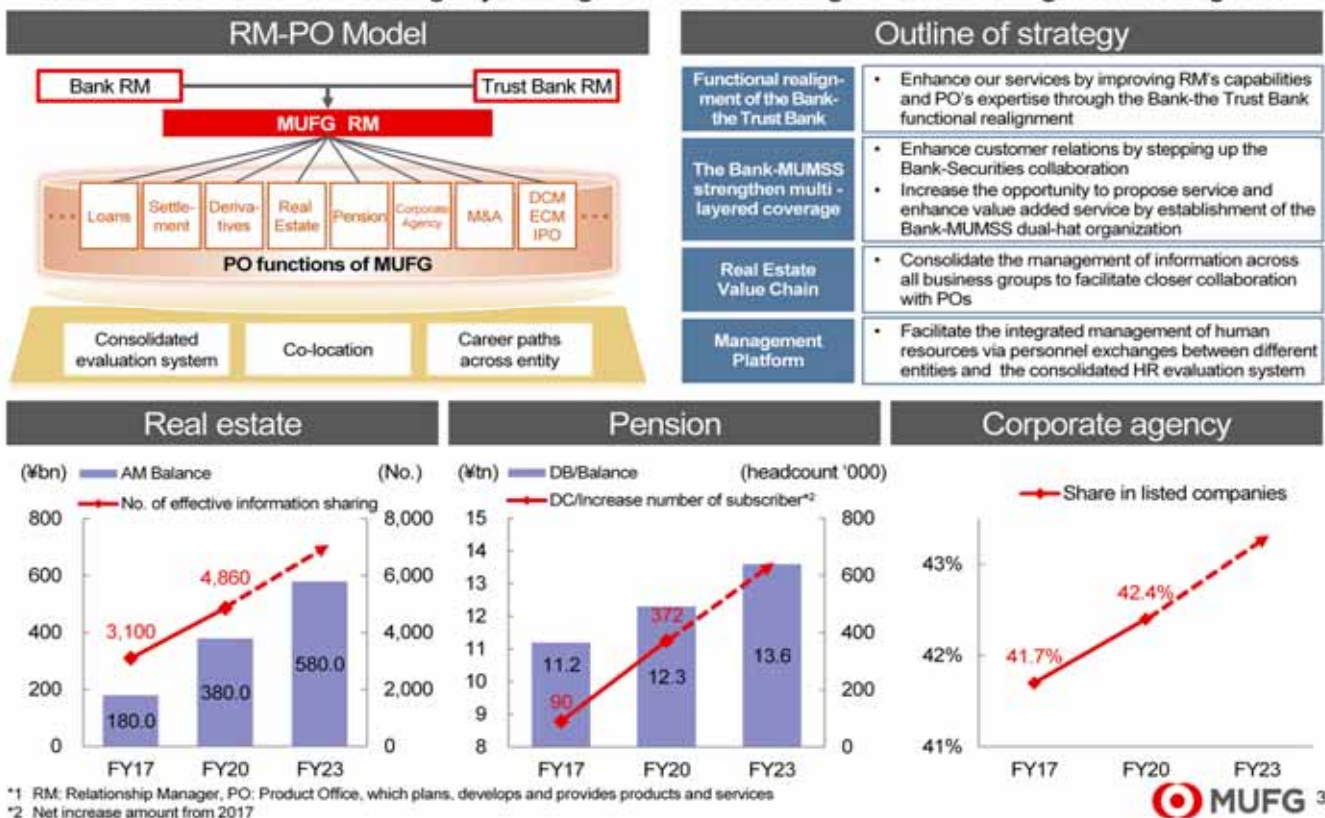 RM-PO Model
Bank RM
Trust Bank RM
MUFG RM
Loans
Settle-
ment
Deriva-
tives
Real
Estate
Pension
Corporate
Agency
M&A
DCM
ECM
IPO
PO functions of MUFG
Consolidated
evaluation system
Co-location
Career paths
across entity
Outline of strategy
Functional realign-
ment of the Bank-
the Trust Bank
• Enhance our services by improving RM's capabilities
and PO's expertise through the Bank-the Trust Bank
functional realignment
The Bank-MUMSS
strengthen multi -
layered coverage
• Enhance customer relations by stepping up the
Bank-Securities collaboration
• Increase the opportunity to propose service and
enhance value added service by establishment of the
Bank-MUMSS dual-hat organization
Real Estate
Value Chain
• Consolidate the management of information across
all business groups to facilitate closer collaboration
with POs
Management
Platform
• Facilitate the integrated management of human
resources via personnel exchanges between different
entities and the consolidated HR evaluation system
Real estate
(¥bn)
AM Balance
(No.)
No. of effective information sharing
800
600
400
200
0
8,000
6,000
4,000
2,000
0
3,100
4,860
180.0
380.0
580.0
FY17
FY20
FY23
Pension
(¥tn)
DB/Balance
(headcount '000)
DC/Increase number of subscriber*2
15
14
13
12
11
10
9
8
800
600
400
200
0
11.2
12.3
13.6
90
372
FY17
FY20
FY23
Corporate agency
Share in listed companies
43%
42%
41%
41.7%
42.4%
FY17
FY20
FY23
*1 RM: Relationship Manager, PO: Product Office, which plans, develops and provides products and services
*2 Net increase amount from 2017
MUFG
3